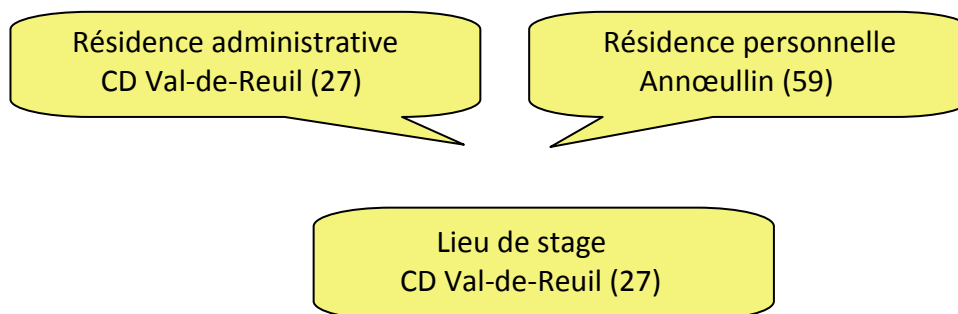 Résidence administrative
CD Val-de-Reuil (27)
Résidence personnelle
Annœullin (59)
Lieu de stage
CD Val-de-Reuil (27)